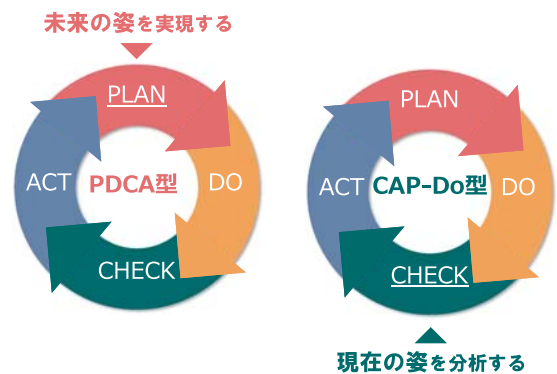 未来の姿を実現する
PLAN
ACT
PDCA型
DO
CHECK
PLAN
ACT
CAP-Do型
DO
CHECK
現在の姿を分析する